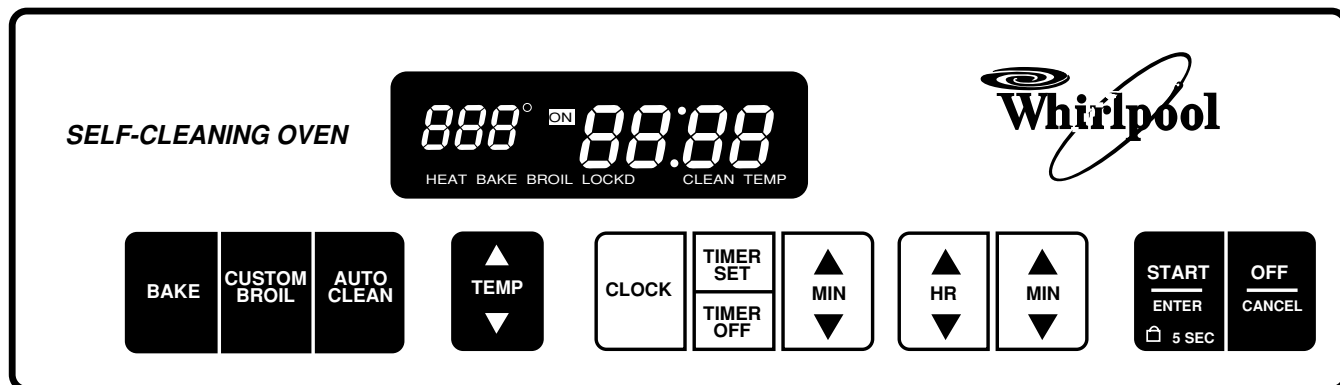 Whirlpool
SELF-CLEANING OVEN
888° ON 88:88
HEAT BAKE BROIL LOCKD CLEAN TEMP
BAKE
CUSTOM
BROIL
AUTO
CLEAN
TEMP
CLOCK
TIMER
SET
TIMER
OFF
MIN
HR
MIN
START
ENTER
5 SEC
OFF
CANCEL